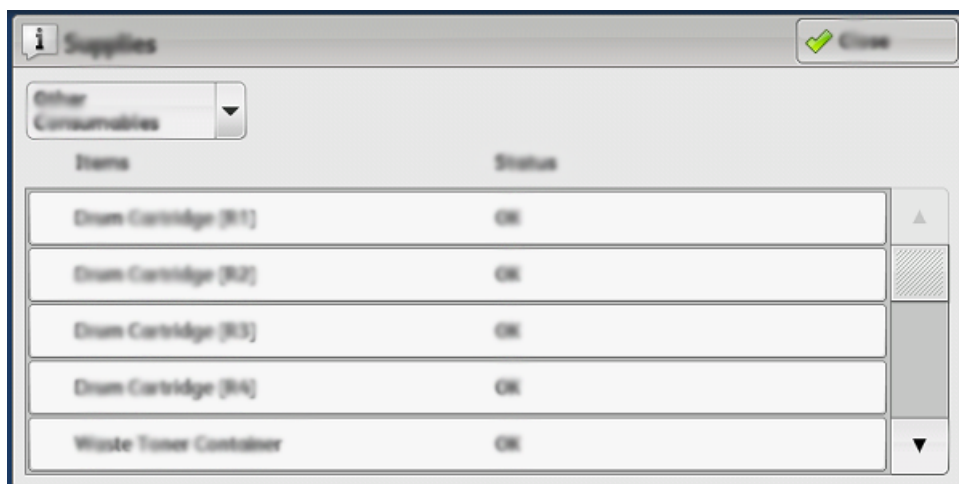 Supplies
Close
Other
Consumables
Items Status
Drum Cartridge [R1] OK
Drum Cartridge [R2] OK
Drum Cartridge [R3] OK
Drum Cartridge [R4] OK
Waste Toner Container OK